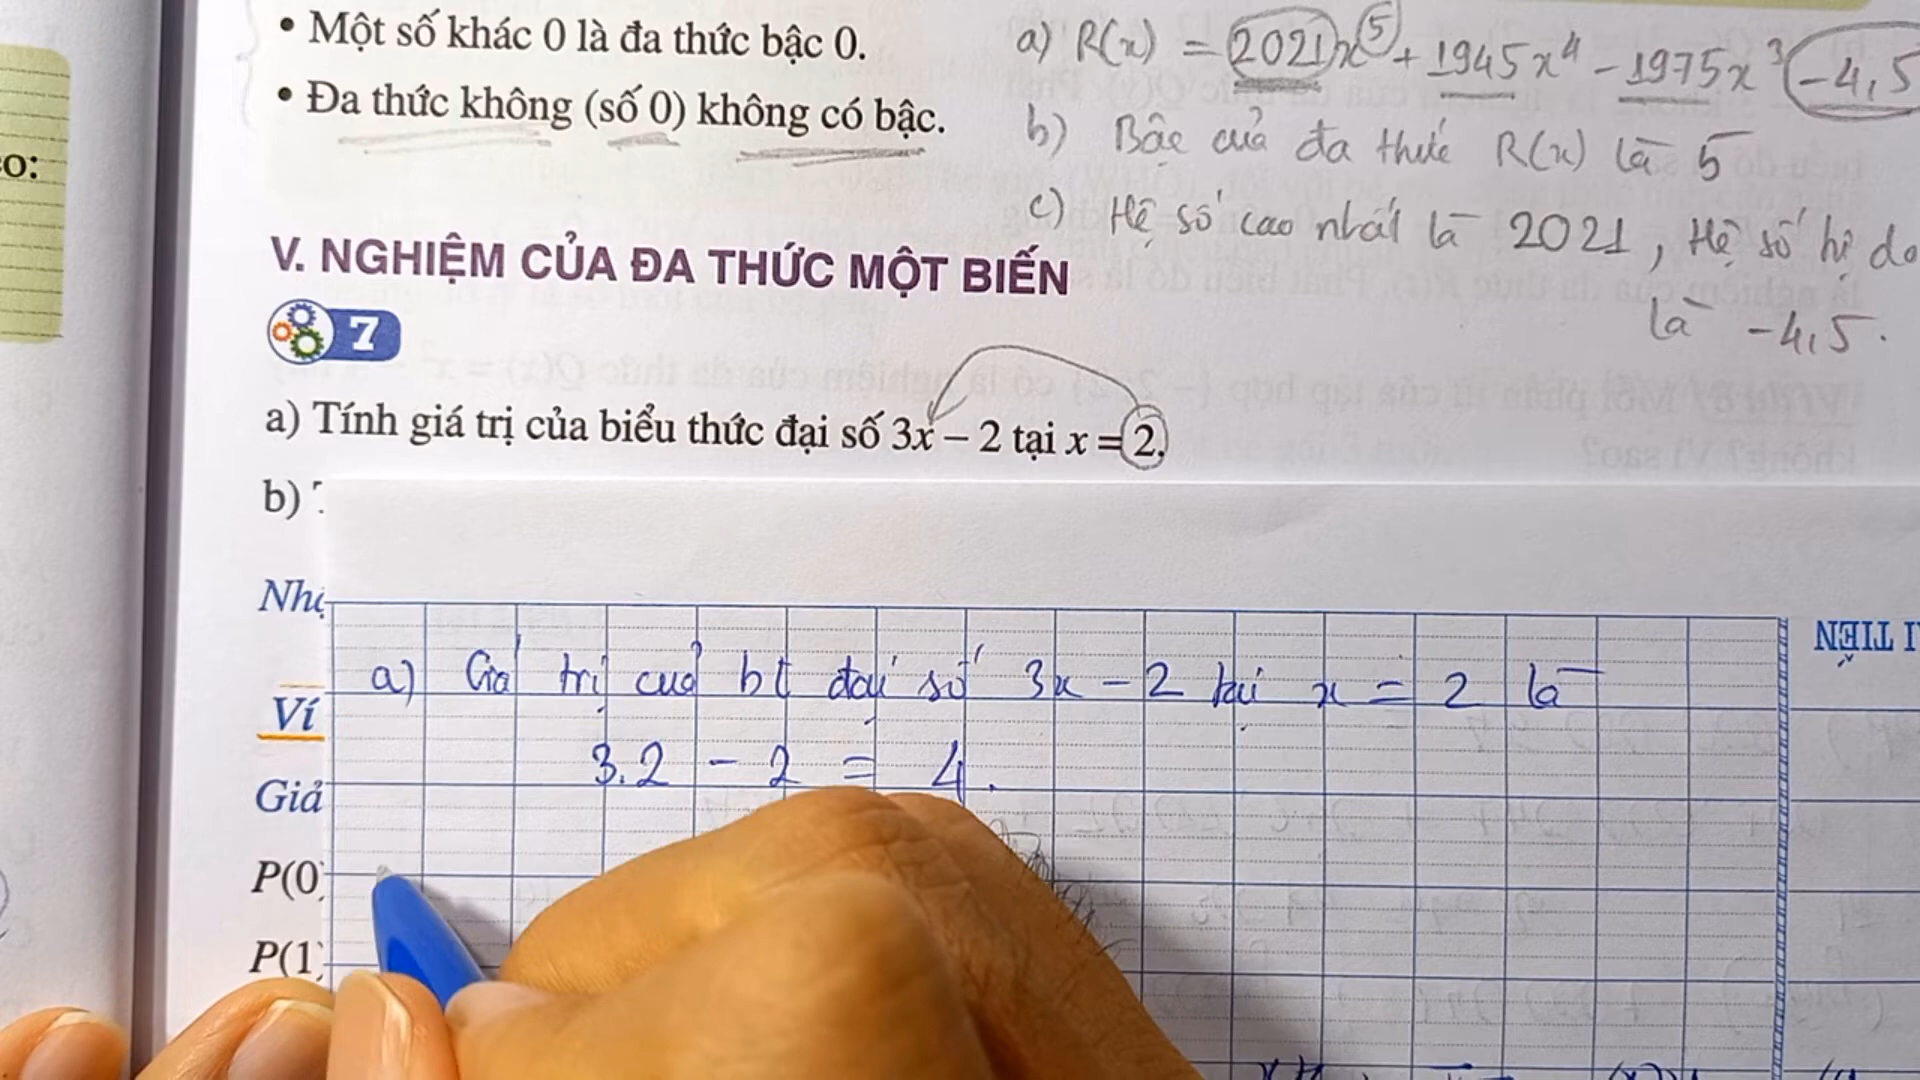 • Một số khác 0 là đa thức bậc 0.
• Đa thức không (số 0) không có bậc.
a) R(x) = 2021x⁵ + 1945x⁴ - 1975x³ - 4,5
b) Bậc của đa thức R(x) là 5
c) Hệ số cao nhất là 2021, Hệ số tự do
là -4,5.
o:
V. NGHIỆM CỦA ĐA THỨC MỘT BIẾN
7
a) Tính giá trị của biểu thức đại số 3x – 2 tại x = 2.
b)
Ví
Giả
P(0)
P(1)
a) Giá trị của bt đại số 3x - 2 tại x = 2 là
3.2 - 2 = 4.